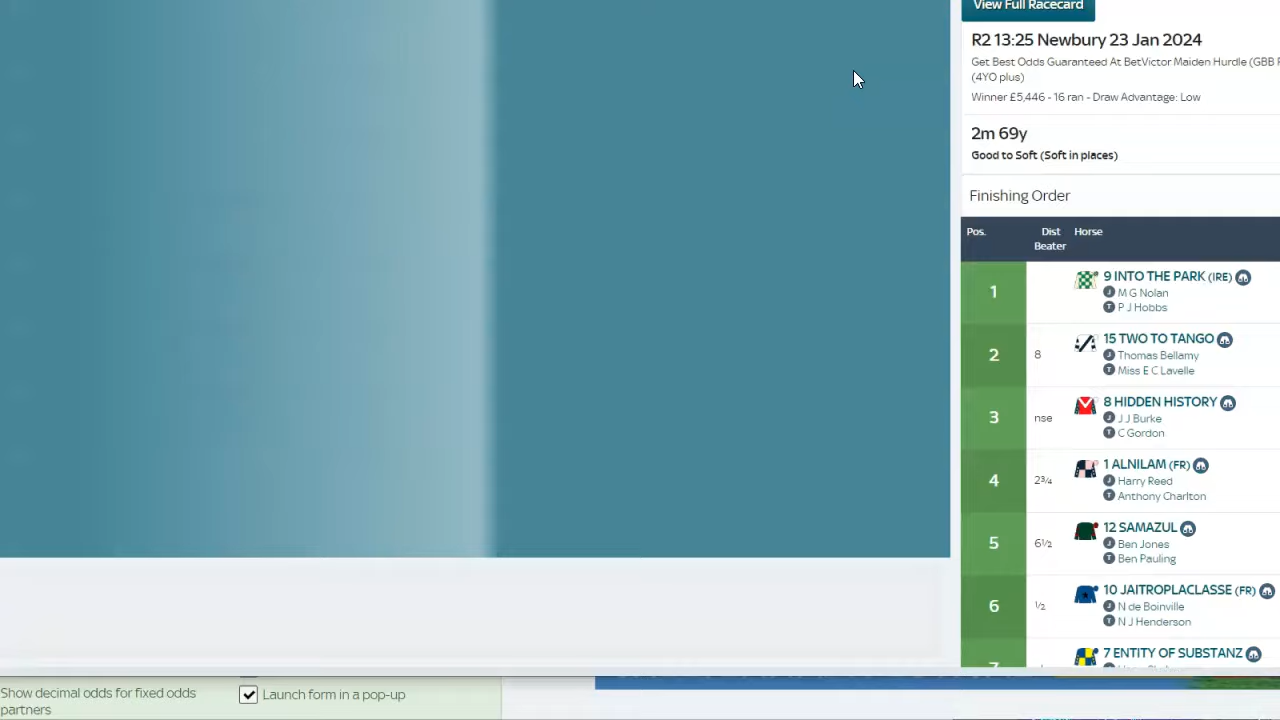 View Full Racecard
R2 13:25 Newbury 23 Jan 2024
Get Best Odds Guaranteed At BetVictor Maiden Hurdle (GBB
(4YO plus)
Winner £5,446 - 16 ran - Draw Advantage: Low
2m 69y
Good to Soft (Soft in places)
Finishing Order
Pos. Dist Beater Horse
1 9 INTO THE PARK (IRE)
J M G Nolan
T P J Hobbs
2 8 15 TWO TO TANGO
J Thomas Bellamy
T Miss E C Lavelle
3 nse 8 HIDDEN HISTORY
J J J Burke
T C Gordon
4 2¾ 1 ALNILAM (FR)
J Harry Reed
T Anthony Charlton
5 6½ 12 SAMAZUL
J Ben Jones
T Ben Pauling
6 ½ 10 JAITROPLACLASSE (FR)
J N de Boinville
T N J Henderson
7 7 ENTITY OF SUBSTANZ
Show decimal odds for fixed odds
partners
Launch form in a pop-up